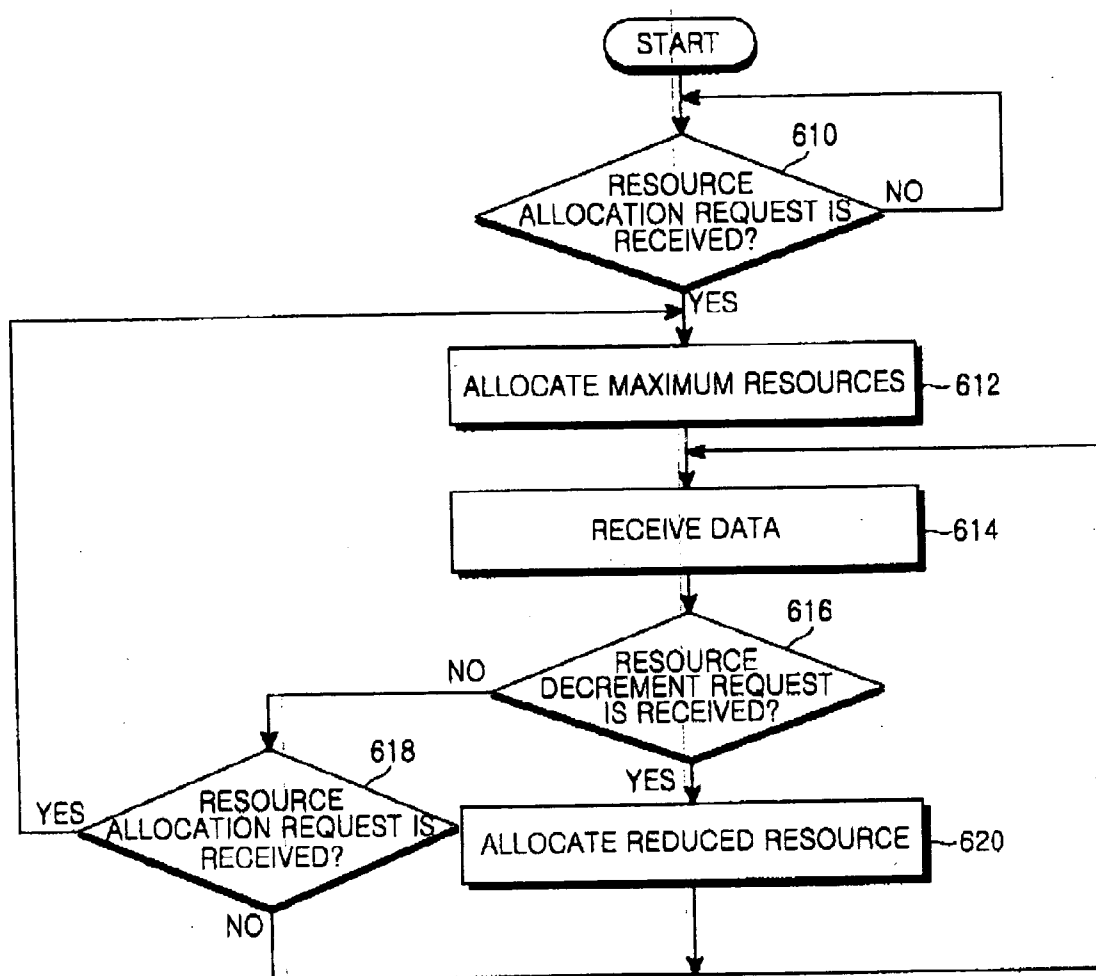 START
610
RESOURCE
ALLOCATION REQUEST IS
RECEIVED?
NO
YES
ALLOCATE MAXIMUM RESOURCES
612
RECEIVE DATA
614
616
RESOURCE
DECREMENT REQUEST
IS RECEIVED?
NO
YES
618
RESOURCE
ALLOCATION REQUEST IS
RECEIVED?
YES
NO
ALLOCATE REDUCED RESOURCE
620